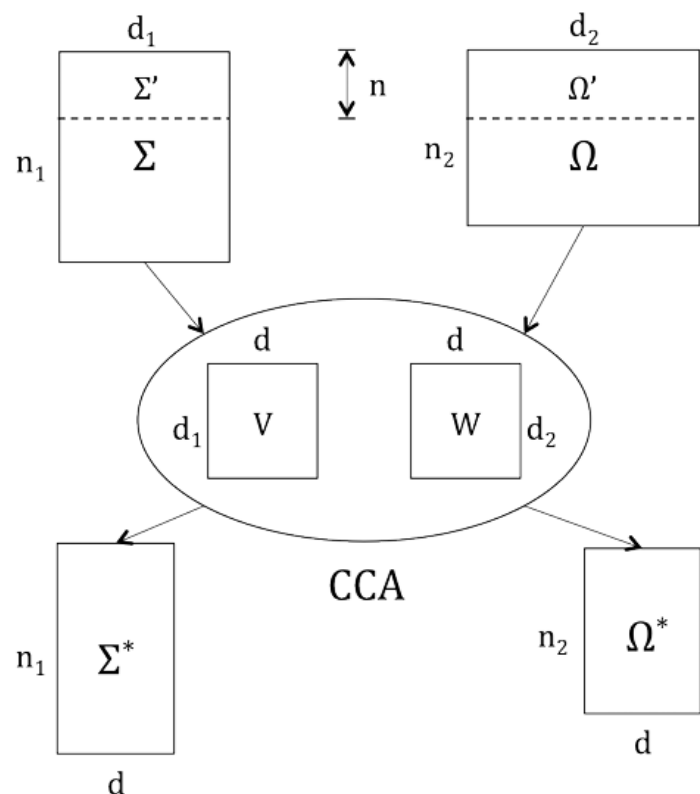 d₁ d₂
Σ’ n Ω’
n₁ Σ n₂ Ω
d d
d₁ V W d₂
CCA
n₁ Σ* n₂ Ω*
d d